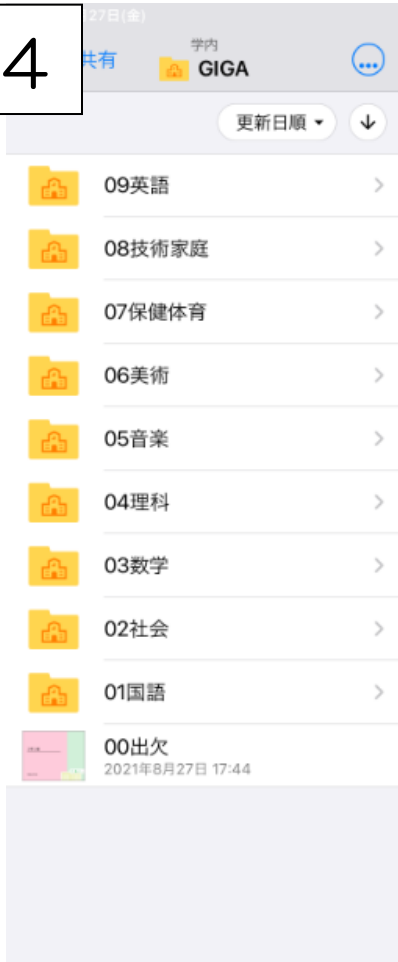 27日(金)
4
共有
学内
GIGA
更新日順
09英語
08技術家庭
07保健体育
06美術
05音楽
04理科
03数学
02社会
01国語
00出欠
2021年8月27日 17:44